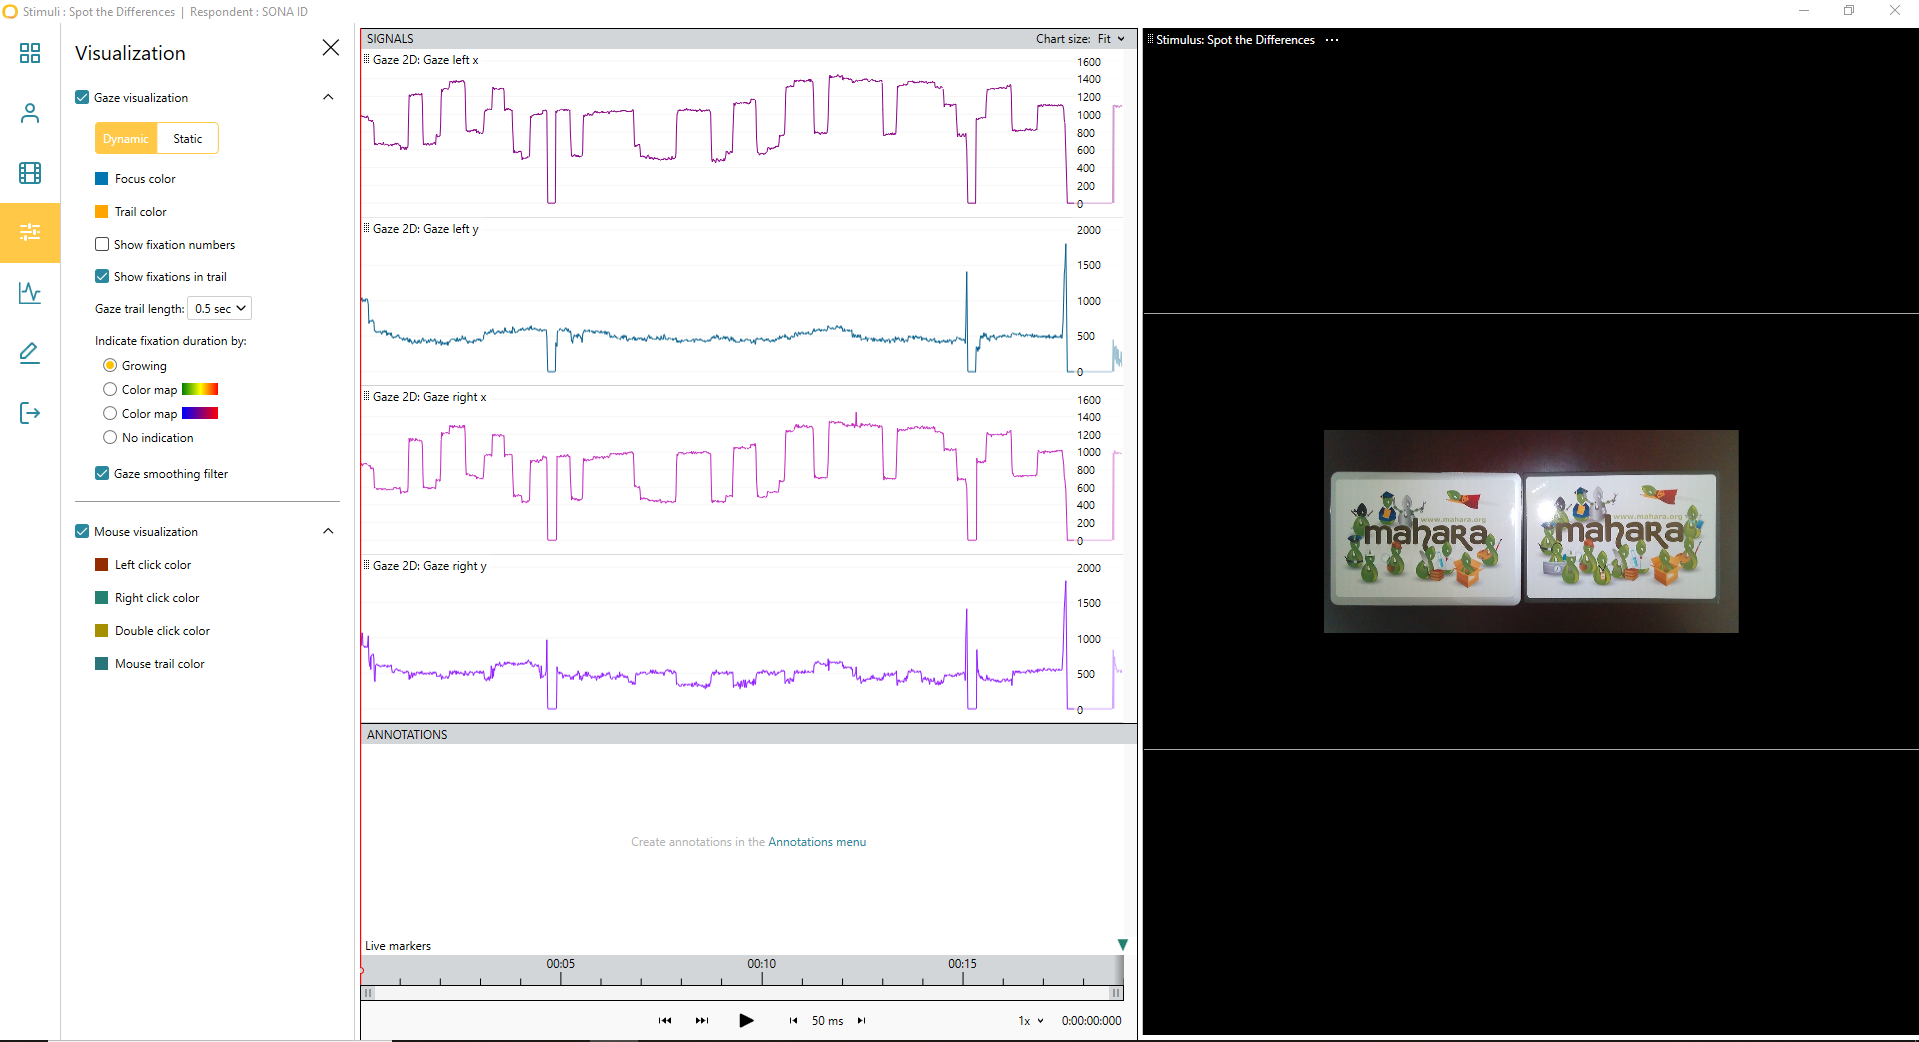 Stimuli : Spot the Differences | Respondent : SONA ID
Visualization
Gaze visualization
Dynamic Static
Focus color
Trail color
Show fixation numbers
Show fixations in trail
Gaze trail length: 0.5 sec
Indicate fixation duration by:
Growing
Color map
Color map
No indication
Gaze smoothing filter
Mouse visualization
Left click color
Right click color
Double click color
Mouse trail color
SIGNALS
Chart size: Fit
Gaze 2D: Gaze left x
1600
1400
1200
1000
800
600
400
200
0
Gaze 2D: Gaze left y
2000
1500
1000
500
0
Gaze 2D: Gaze right x
1600
1400
1200
1000
800
600
400
200
0
Gaze 2D: Gaze right y
2000
1500
1000
500
0
ANNOTATIONS
Create annotations in the Annotations menu
Live markers
00:05 00:10 00:15
50 ms
1x 0:00:00:000
Stimulus: Spot the Differences ...
www.mahara.org
mahara
www.mahara.org
mahara